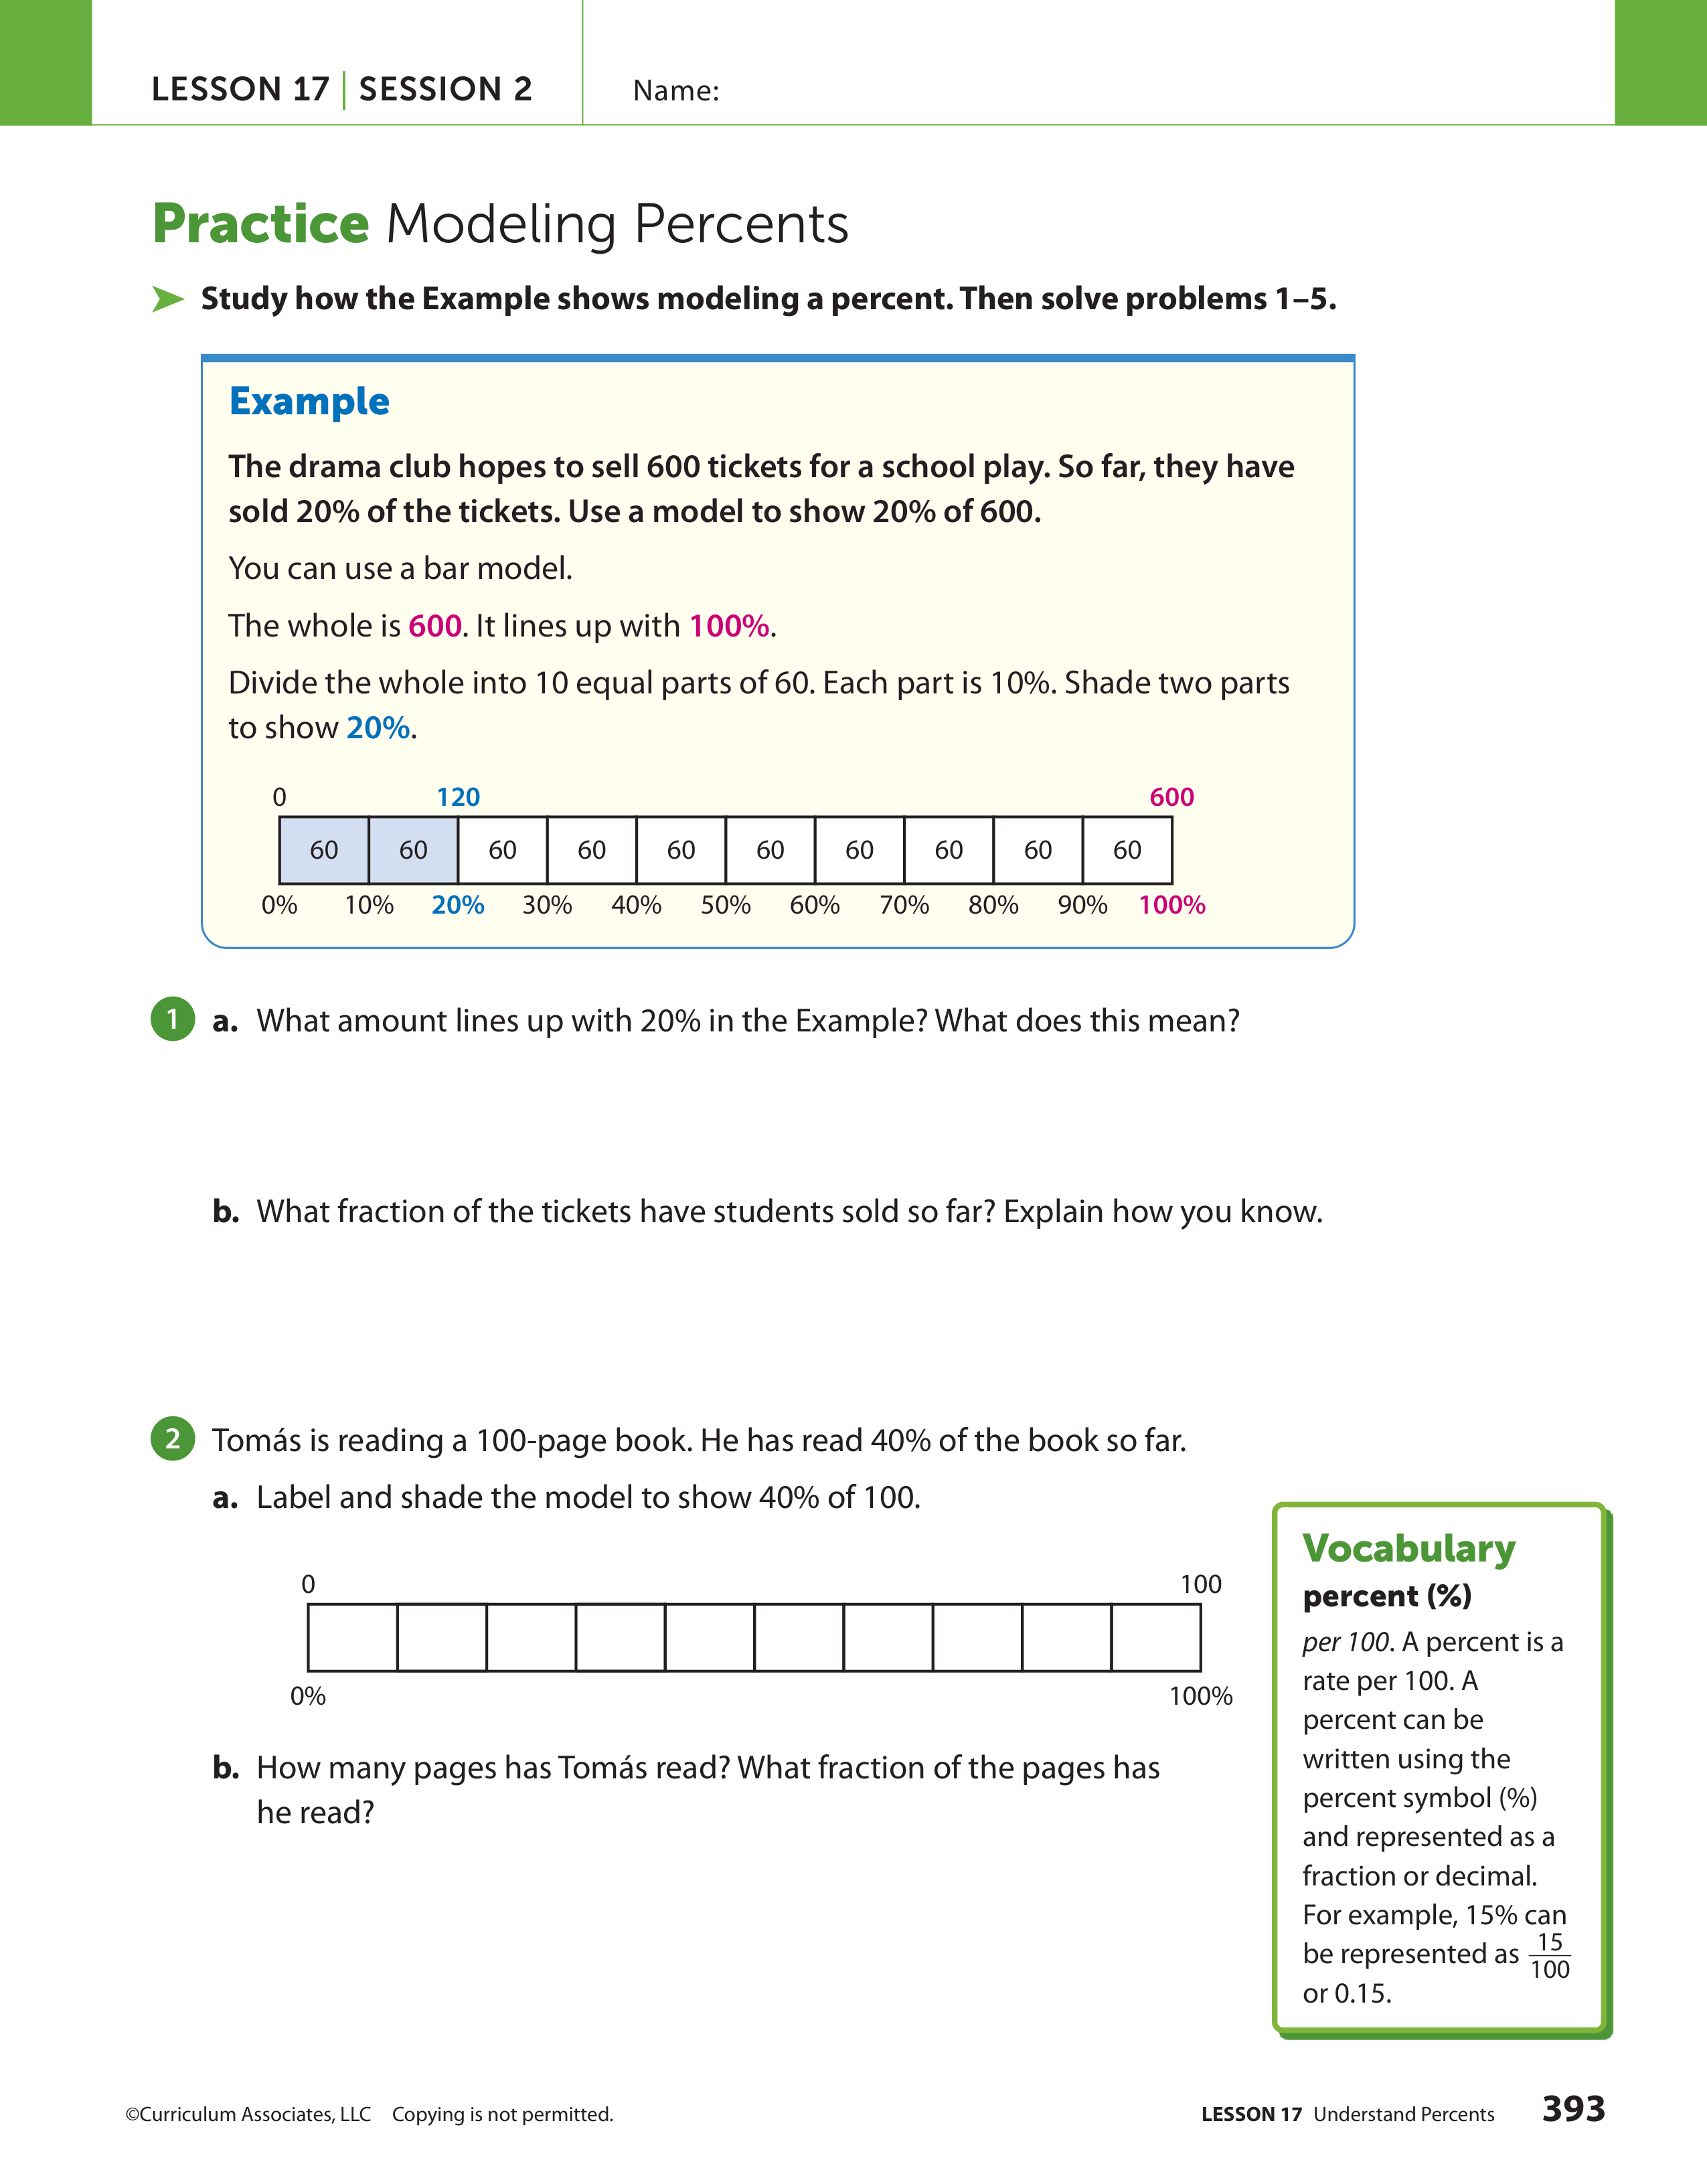 LESSON 17 | SESSION 2
Name:
Practice Modeling Percents
Study how the Example shows modeling a percent. Then solve problems 1–5.
Example
The drama club hopes to sell 600 tickets for a school play. So far, they have
sold 20% of the tickets. Use a model to show 20% of 600.
You can use a bar model.
The whole is 600. It lines up with 100%.
Divide the whole into 10 equal parts of 60. Each part is 10%. Shade two parts
to show 20%.
0 120 600
60 60 60 60 60 60 60 60 60 60
0% 10% 20% 30% 40% 50% 60% 70% 80% 90% 100%
1 a. What amount lines up with 20% in the Example? What does this mean?
b. What fraction of the tickets have students sold so far? Explain how you know.
2 Tomás is reading a 100-page book. He has read 40% of the book so far.
a. Label and shade the model to show 40% of 100.
0 100
0% 100%
b. How many pages has Tomás read? What fraction of the pages has
he read?
Vocabulary
percent (%)
per 100. A percent is a
rate per 100. A
percent can be
written using the
percent symbol (%)
and represented as a
fraction or decimal.
For example, 15% can
be represented as 15/100
or 0.15.
©Curriculum Associates, LLC Copying is not permitted.
LESSON 17 Understand Percents 393